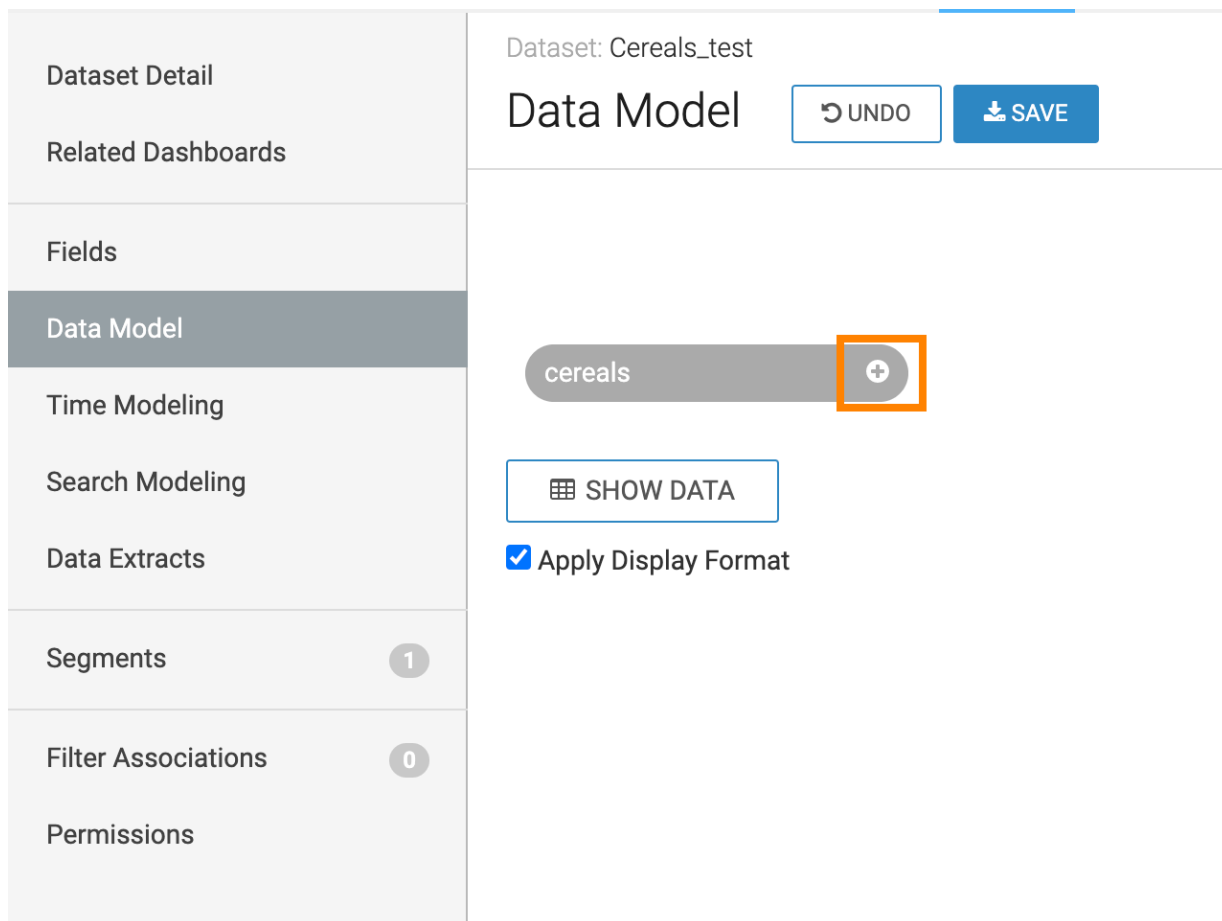 Dataset Detail
Related Dashboards
Fields
Data Model
Time Modeling
Search Modeling
Data Extracts
Segments 1
Filter Associations 0
Permissions
Dataset: Cereals_test
Data Model UNDO SAVE
cereals
SHOW DATA
Apply Display Format